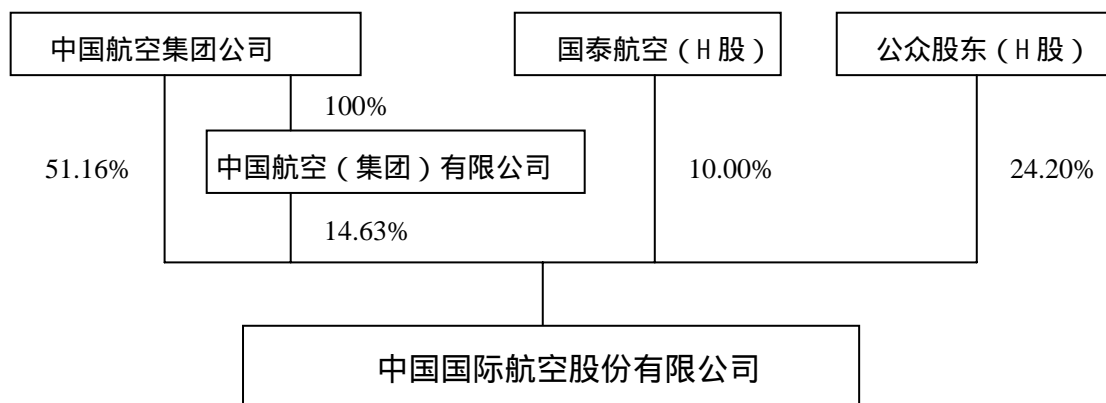 中国航空集团公司
国泰航空（H股）
公众股东（H股）
100%
51.16%
中国航空（集团）有限公司
10.00%
24.20%
14.63%
中国国际航空股份有限公司